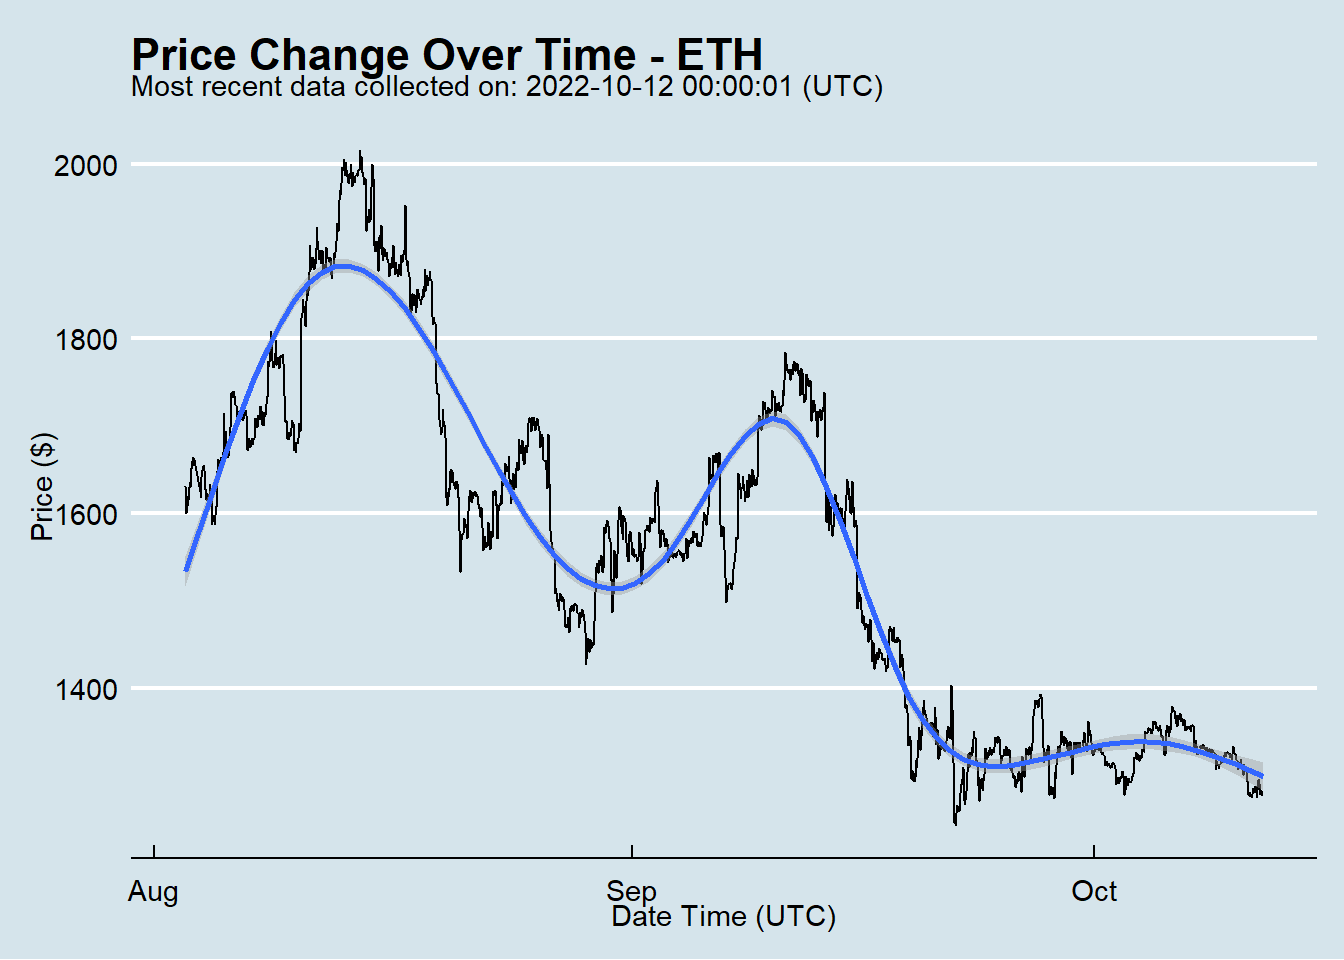 Price Change Over Time - ETH
Most recent data collected on: 2022-10-12 00:00:01 (UTC)
2000
1800
1600
1400
Price ($)
Aug Sep Oct
Date Time (UTC)